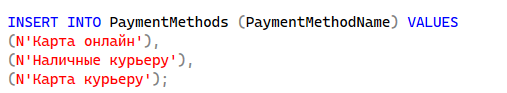 INSERT INTO PaymentMethods (PaymentMethodName) VALUES
(N'Карта онлайн'),
(N'Наличные курьеру'),
(N'Карта курьеру');